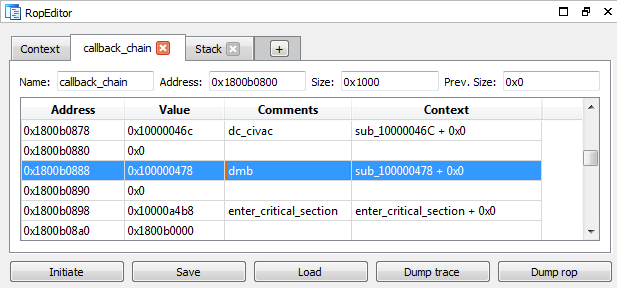 RopEditor
Context callback_chain Stack +
Name: callback_chain Address: 0x1800b0800 Size: 0x1000 Prev. Size: 0x0
Address Value Comments Context
0x1800b0878 0x10000046c dc_civac sub_10000046C + 0x0
0x1800b0880 0x0
0x1800b0888 0x100000478 dmb sub_100000478 + 0x0
0x1800b0890 0x0
0x1800b0898 0x10000a4b8 enter_critical_section enter_critical_section + 0x0
0x1800b08a0 0x1800b0000
Initiate Save Load Dump trace Dump rop